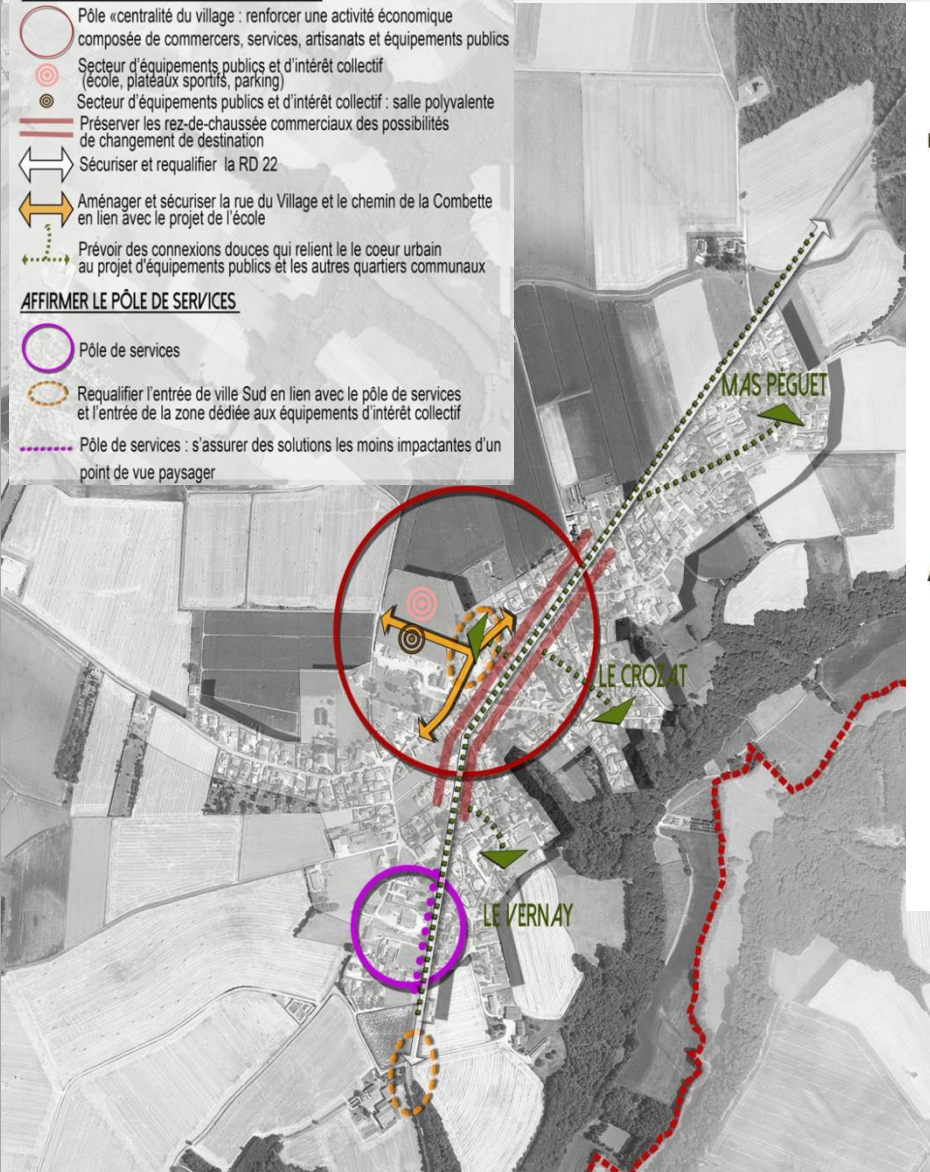 Pôle «centralité du village : renforcer une activité économique
composée de commercers, services, artisanats et équipements publics
Secteur d'équipements publics et d'intérêt collectif
(école, plateaux sportifs, parking)
Secteur d'équipements publics et d'intérêt collectif : salle polyvalente
Préserver les rez-de-chaussée commerciaux des possibilités
de changement de destination
Sécuriser et requalifier la RD 22
Aménager et sécuriser la rue du Village et le chemin de la Combette
en lien avec le projet de l'école
Prévoir des connexions douces qui relient le le coeur urbain
au projet d'équipements publics et les autres quartiers communaux
AFFIRMER LE PÔLE DE SERVICES
Pôle de services
Requalifier l'entrée de ville Sud en lien avec le pôle de services
et l'entrée de la zone dédiée aux équipements d'intérêt collectif
Pôle de services : s'assurer des solutions les moins impactantes d'un
point de vue paysager
MAS PEGUET
LE CROZAT
LE VERNAY